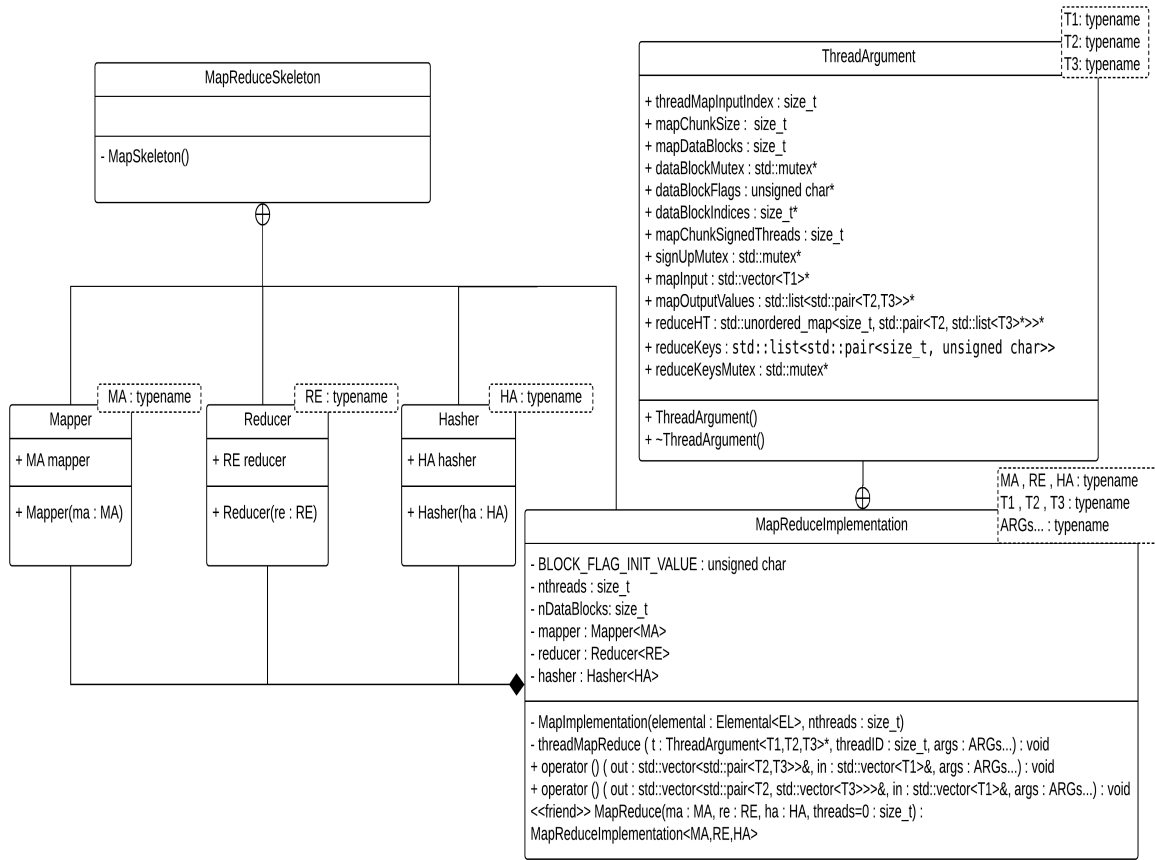 T1: typename
T2: typename
T3: typename
ThreadArgument
+ threadMapInputIndex : size_t
+ mapChunkSize : size_t
+ mapDataBlocks : size_t
+ dataBlockMutex : std::mutex*
+ dataBlockFlags : unsigned char*
+ dataBlockIndices : size_t*
+ mapChunkSignedThreads : size_t
+ signUpMutex : std::mutex*
+ mapInput : std::vector<T1>*
+ mapOutputValues : std::list<std::pair<T2,T3>>*
+ reduceHT : std::unordered_map<size_t, std::pair<T2, std::list<T3>*>>*
+ reduceKeys : std::list<std::pair<size_t, unsigned char>>
+ reduceKeysMutex : std::mutex*
+ ThreadArgument()
+ ~ThreadArgument()
MapReduceSkeleton
- MapSkeleton()
MA : typename
Mapper
+ MA mapper
+ Mapper(ma : MA)
RE : typename
Reducer
+ RE reducer
+ Reducer(re : RE)
HA : typename
Hasher
+ HA hasher
+ Hasher(ha : HA)
MA , RE , HA : typename
T1 , T2 , T3 : typename
ARGs... : typename
MapReduceImplementation
- BLOCK_FLAG_INIT_VALUE : unsigned char
- nthreads : size_t
- nDataBlocks: size_t
- mapper : Mapper<MA>
- reducer : Reducer<RE>
- hasher : Hasher<HA>
- MapImplementation(elemental : Elemental<EL>, nthreads : size_t)
- threadMapReduce ( t : ThreadArgument<T1,T2,T3>*, threadID : size_t, args : ARGs...) : void
+ operator () ( out : std::vector<std::pair<T2,T3>>&, in : std::vector<T1>&, args : ARGs...) : void
+ operator () ( out : std::vector<std::pair<T2, std::vector<T3>>>&, in : std::vector<T1>&, args : ARGs...) : void
<<friend>> MapReduce(ma : MA, re : RE, ha : HA, threads=0 : size_t) :
MapReduceImplementation<MA,RE,HA>